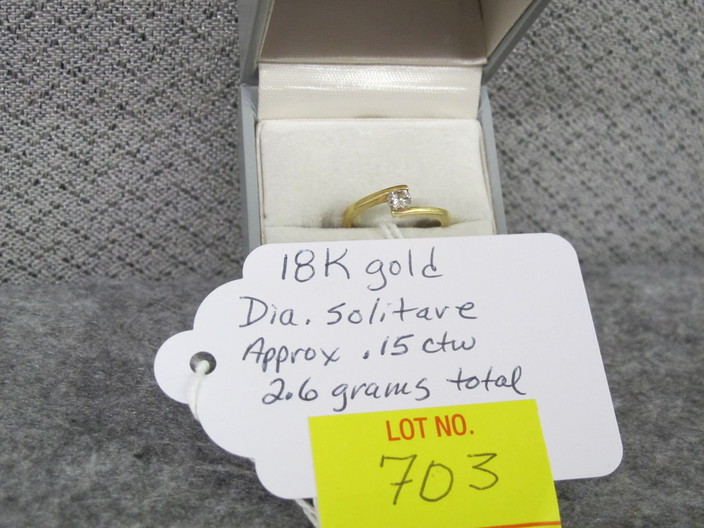 18K gold
Dia. Solitare
Approx .15 ctw
2.6 grams total
LOT NO.
703